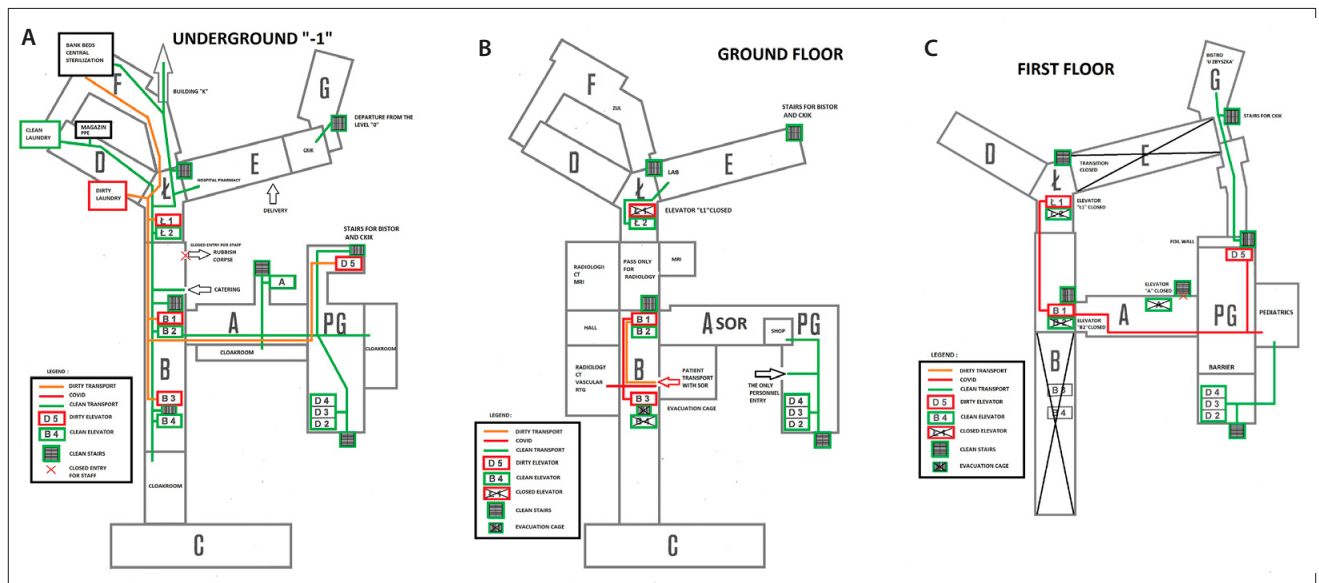 A
UNDERGROUND "-1"
BANK BEDS
CENTRAL
STERILIZATION
F
BUILDING "K"
G
CLEAN
LAUNDRY
MAGAZIN
PPE
DEPARTURE FROM THE
LEVEL "0"
CKIK
E
D
HOSPITAL PHARMACY
DIRTY
LAUNDRY
Ł
DELIVERY
Ł 1
Ł 2
STAIRS FOR BISTOR
AND CKIK
CLOSED ENTRY FOR STAFF
RUBBISH
CORPSE
D 5
A
CATERING
B 1
B 2
A
PG
CLOAKROOM
CLOAKROOM
B
B 3
B 4
D 4
D 3
D 2
LEGEND :
DIRTY TRANSPORT
COVID
CLEAN TRANSPORT
D 5
DIRTY ELEVATOR
B 4
CLEAN ELEVATOR
CLEAN STAIRS
CLOSED ENTRY
FOR STAFF
CLOAKROOM
C
B
GROUND FLOOR
F
ZUL
STAIRS FOR BISTOR
AND CKIK
D
E
Ł
LAB
Ł 1
Ł 2
ELEVATOR "Ł1"CLOSED
RADIOLOGII
CT
MRI
PASS ONLY
FOR
RADIOLOGY
MRI
B 1
B 2
A SOR
PG
HALL
SHOP
RADIOLOGY
CT
VASCULAR
RTG
B
PATIENT
TRANSPORT
WITH SOR
THE ONLY
PERSONNEL
ENTRY
B 3
EVACUATION CAGE
B 4
D 4
D 3
D 2
LEGEND :
DIRTY TRANSPORT
COVID
CLEAN TRANSPORT
D 5
DIRTY ELEVATOR
B 4
CLEAN ELEVATOR
Ł 1
CLOSED ELEVATOR
CLEAN STAIRS
EVACUATION CAGE
C
C
FIRST FLOOR
BISTRO
'U ZBYSZKA'
G
STAIRS FOR CKIK
D
TRANSITION
CLOSED
E
Ł
Ł 1
Ł 2
ELEVATOR
"Ł1" CLOSED
FOIL WALL
D 5
ELEVATOR
"A" CLOSED
A
B 1
B 2
ELEVATOR
"B2"CLOSED
A
PG
PEDIATRICS
B
B 3
B 4
BARRIER
D 4
D 3
D 2
LEGEND :
DIRTY TRANSPORT
COVID
CLEAN TRANSPORT
D 5
DIRTY ELEVATOR
B 4
CLEAN ELEVATOR
Ł 1
CLOSED ELEVATOR
CLEAN STAIRS
EVACUATION CAGE